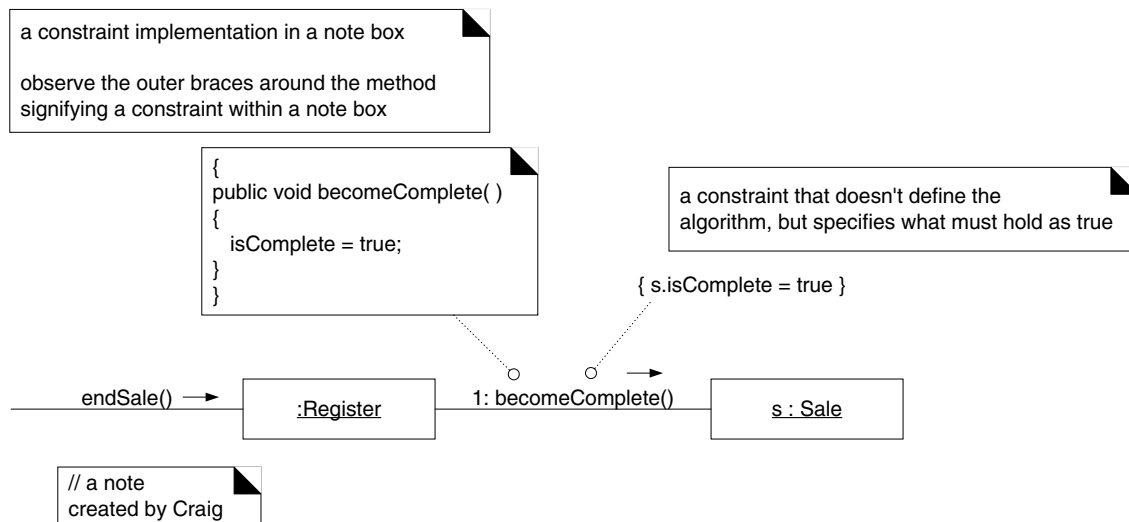 a constraint implementation in a note box
observe the outer braces around the method
signifying a constraint within a note box
{
public void becomeComplete( )
{
isComplete = true;
}
}
a constraint that doesn't define the
algorithm, but specifies what must hold as true
{ s.isComplete = true }
endSale()
:Register
1: becomeComplete()
s : Sale
// a note
created by Craig